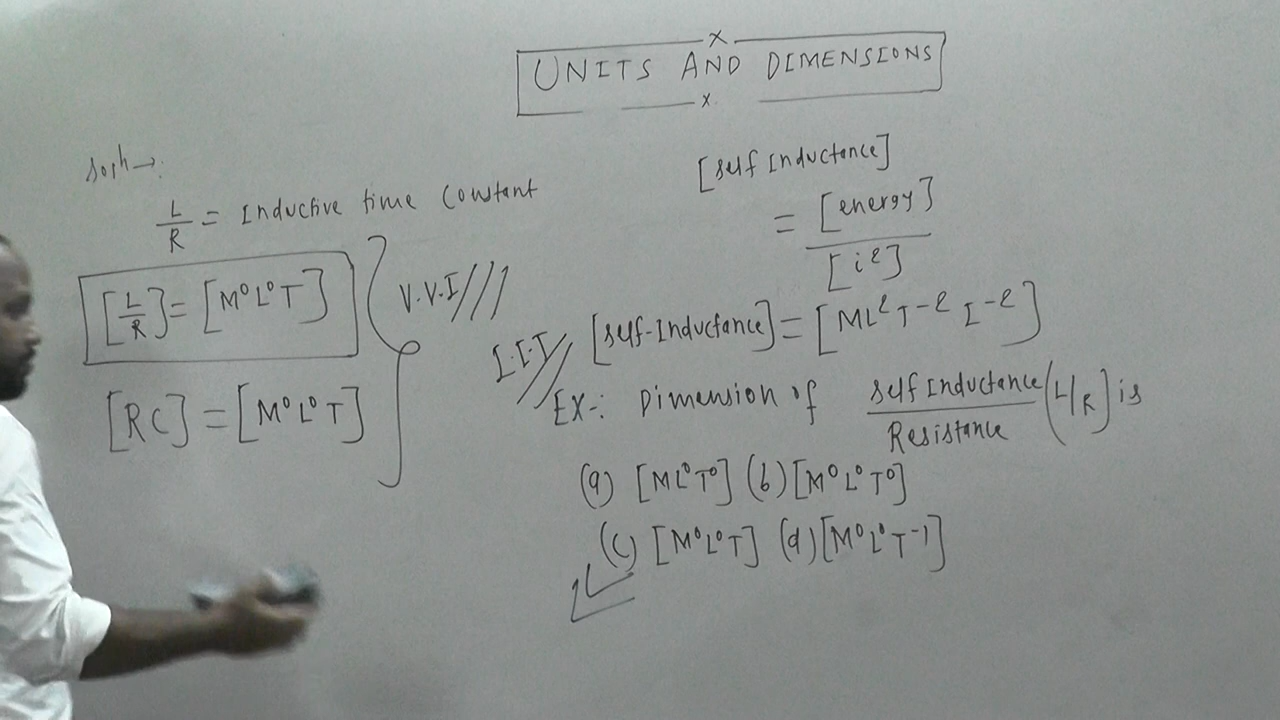 UNITS AND DIMENSIONS
Soln →:
L/R = Inductive time constant
[L/R] = [M⁰L⁰T]
V.V.I///
[RC] = [M⁰L⁰T]
[self Inductance]
= [energy]/[i²]
I.I.I// [self-Inductance] = [ML²T⁻²I⁻²]
EX-: Dimension of self Inductance/Resistance (L/R) is
(a) [ML⁰T⁰] (b) [M⁰L⁰T⁰]
(c) [M⁰L⁰T] (d) [M⁰L⁰T⁻¹]